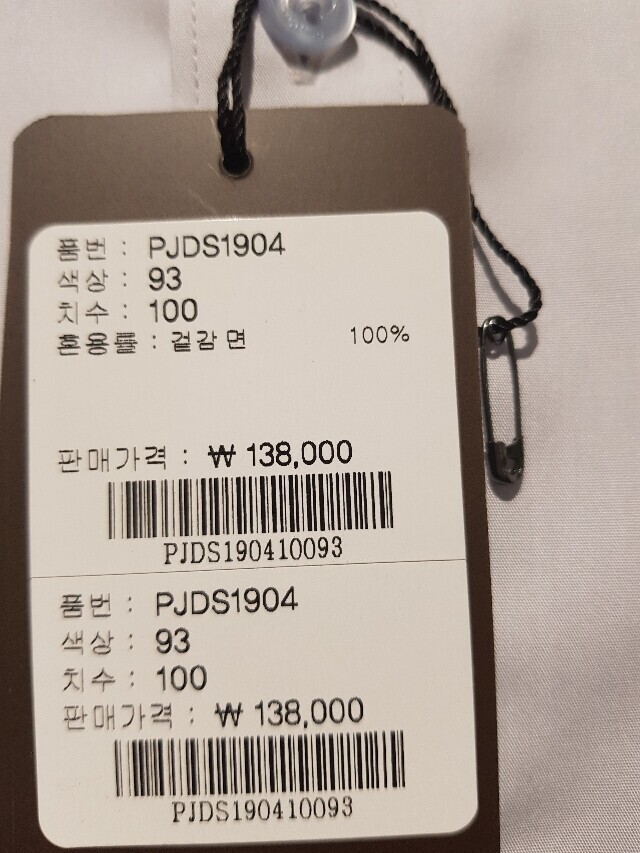 품번 : PJDS1904
색상 : 93
치수 : 100
혼용률 : 겉감면 100%
판매가격 : ₩ 138,000
PJDS190410093
품번 : PJDS1904
색상 : 93
치수 : 100
판매가격 : ₩ 138,000
PJDS190410093